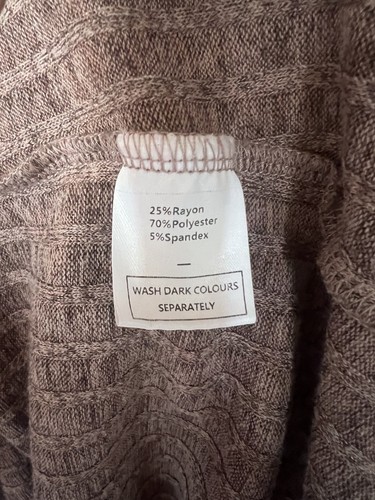 25%Rayon
70%Polyester
5%Spandex
WASH DARK COLOURS
SEPARATELY